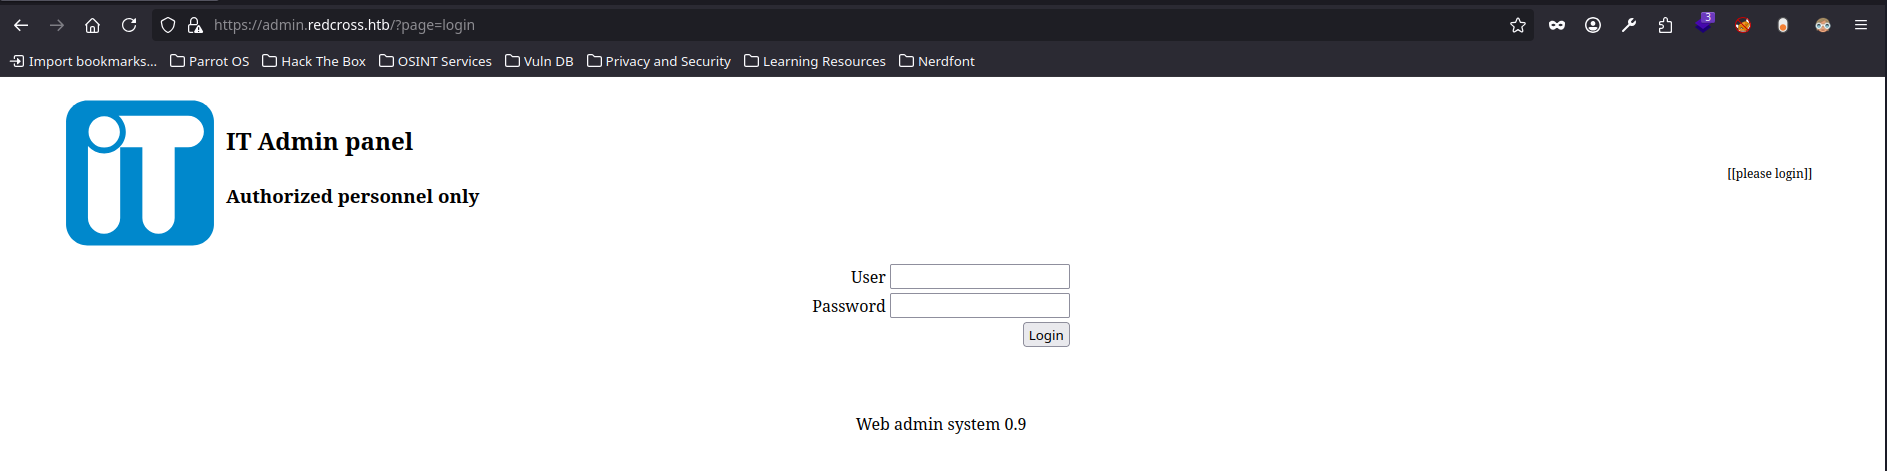 https://admin.redcross.htb/?page=login
3
Import bookmarks... Parrot OS Hack The Box OSINT Services Vuln DB Privacy and Security Learning Resources Nerdfont
iT
IT Admin panel
[[please login]]
Authorized personnel only
User
Password
Login
Web admin system 0.9